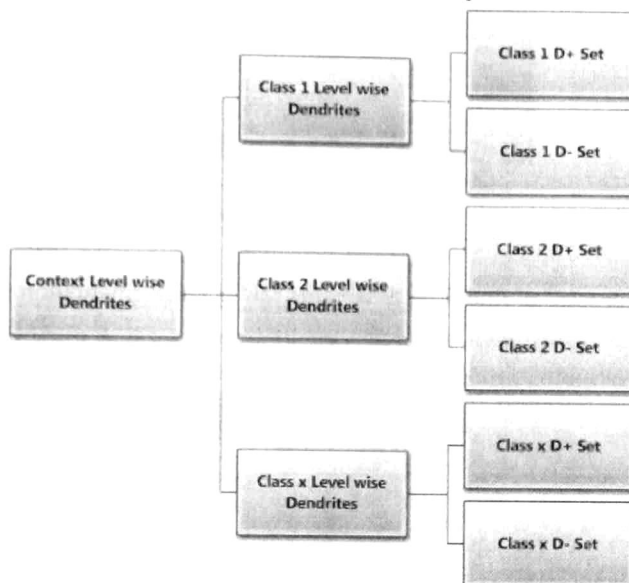 Context Level wise
Dendrites
Class 1 Level wise
Dendrites
Class 1 D+ Set
Class 1 D- Set
Class 2 Level wise
Dendrites
Class 2 D+ Set
Class 2 D- Set
Class x Level wise
Dendrites
Class x D+ Set
Class x D- Set